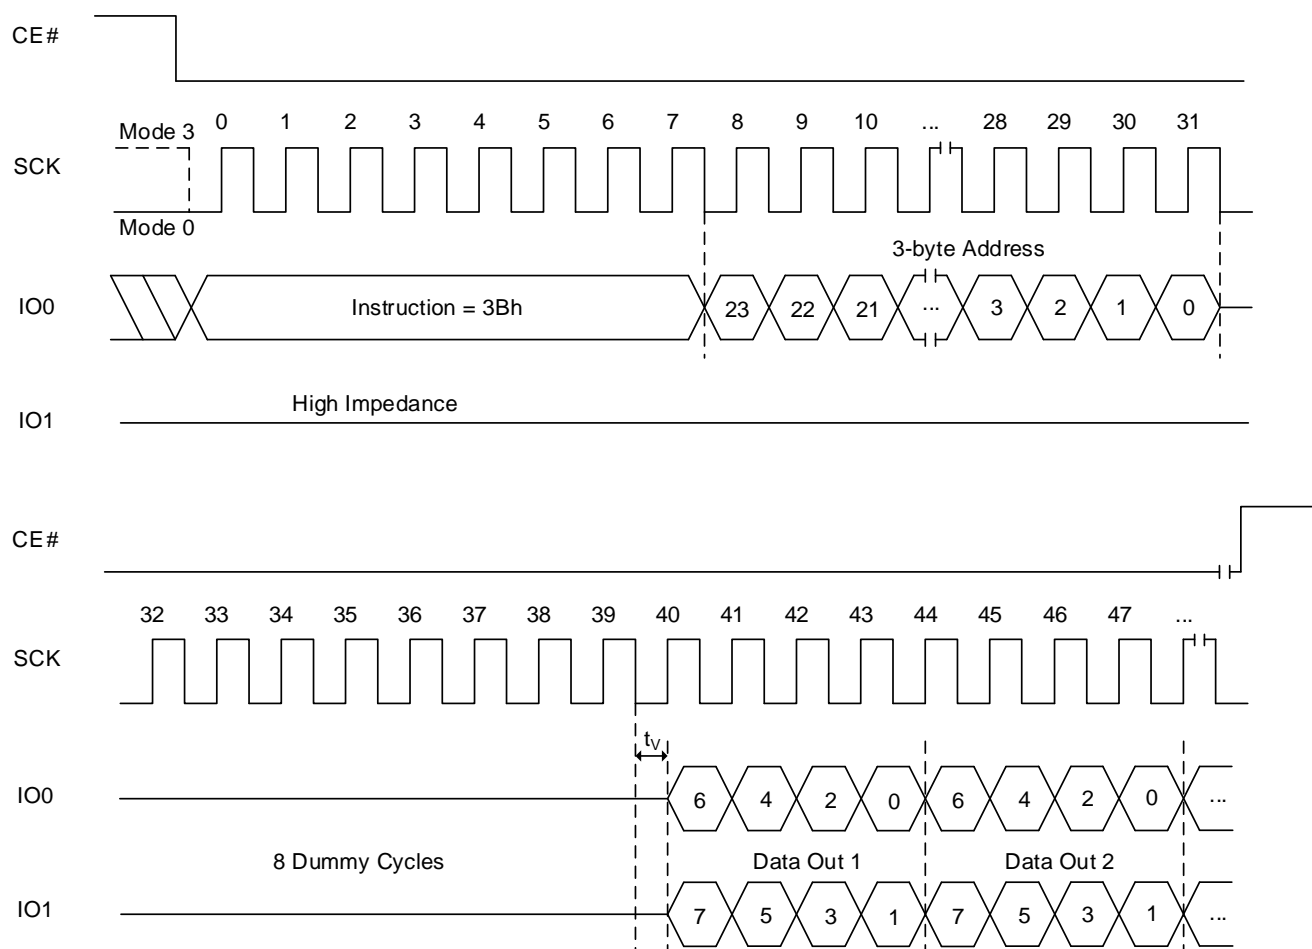 CE#
Mode 3 0 1 2 3 4 5 6 7 8 9 10 ... 28 29 30 31
SCK
Mode 0
3-byte Address
IO0 Instruction = 3Bh 23 22 21 ... 3 2 1 0
High Impedance
IO1
CE#
32 33 34 35 36 37 38 39 40 41 42 43 44 45 46 47 ...
SCK
tV
IO0 6 4 2 0 6 4 2 0 ...
8 Dummy Cycles Data Out 1 Data Out 2
IO1 7 5 3 1 7 5 3 1 ...